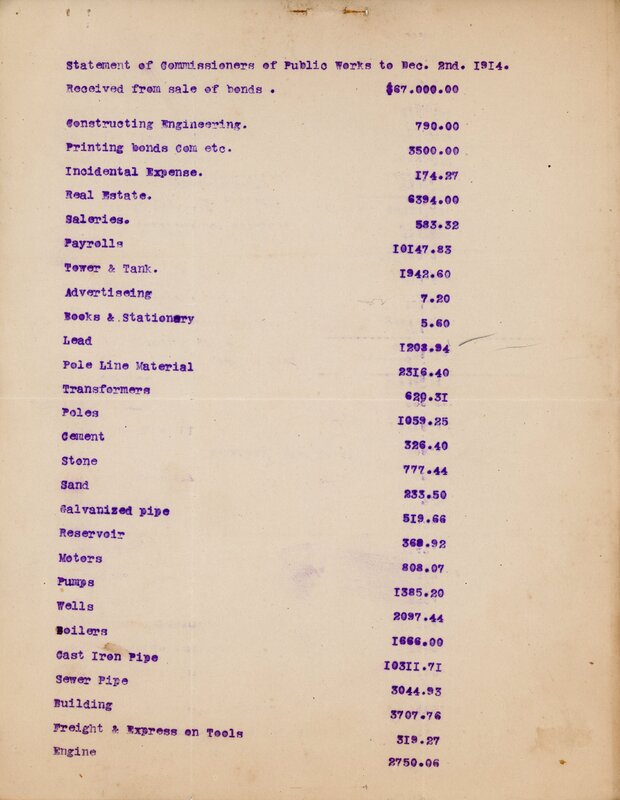 Statement of Commissioners of Public Works to Dec. 2nd. 1914.
Received from sale of bonds . $67.000.00
Constructing Engineering. 790.00
Printing bonds Com etc. 3500.00
Incidental Expense. 174.27
Real Estate. 6394.00
Saleries. 583.32
Payrolls 10147.83
Tower & Tank. 1942.60
Advertiseing 7.20
Books & Stationery 5.60
Lead 1208.94
Pole Line Material 2316.40
Transformers 620.31
Poles 1059.25
Cement 326.40
Stone 777.44
Sand 233.50
Galvanized pipe 519.66
Reservoir 368.92
Meters 808.07
Pumps 1385.20
Wells 2097.44
Boilers 1666.00
Cast Iron Pipe 10311.71
Sewer Pipe 3044.93
Building 3707.76
Freight & Express on Tools 319.27
Engine 2750.06